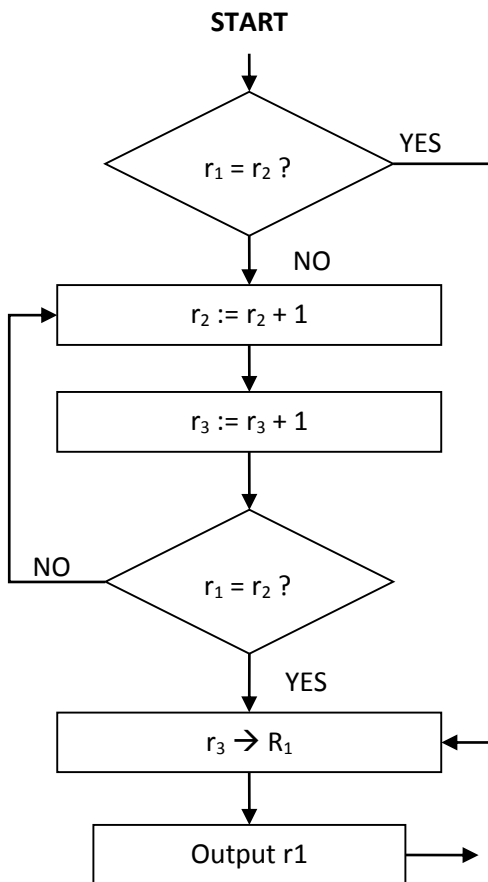 START
r₁ = r₂ ?
YES
NO
r₂ := r₂ + 1
r₃ := r₃ + 1
r₁ = r₂ ?
NO
YES
r₃ → R₁
Output r1